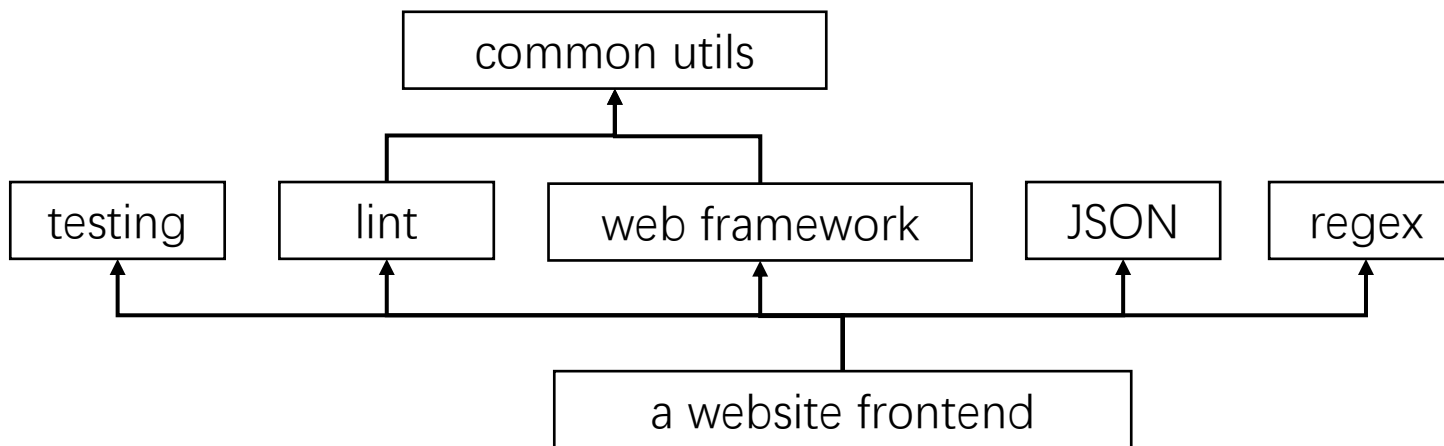 common utils
testing
lint
web framework
JSON
regex
a website frontend